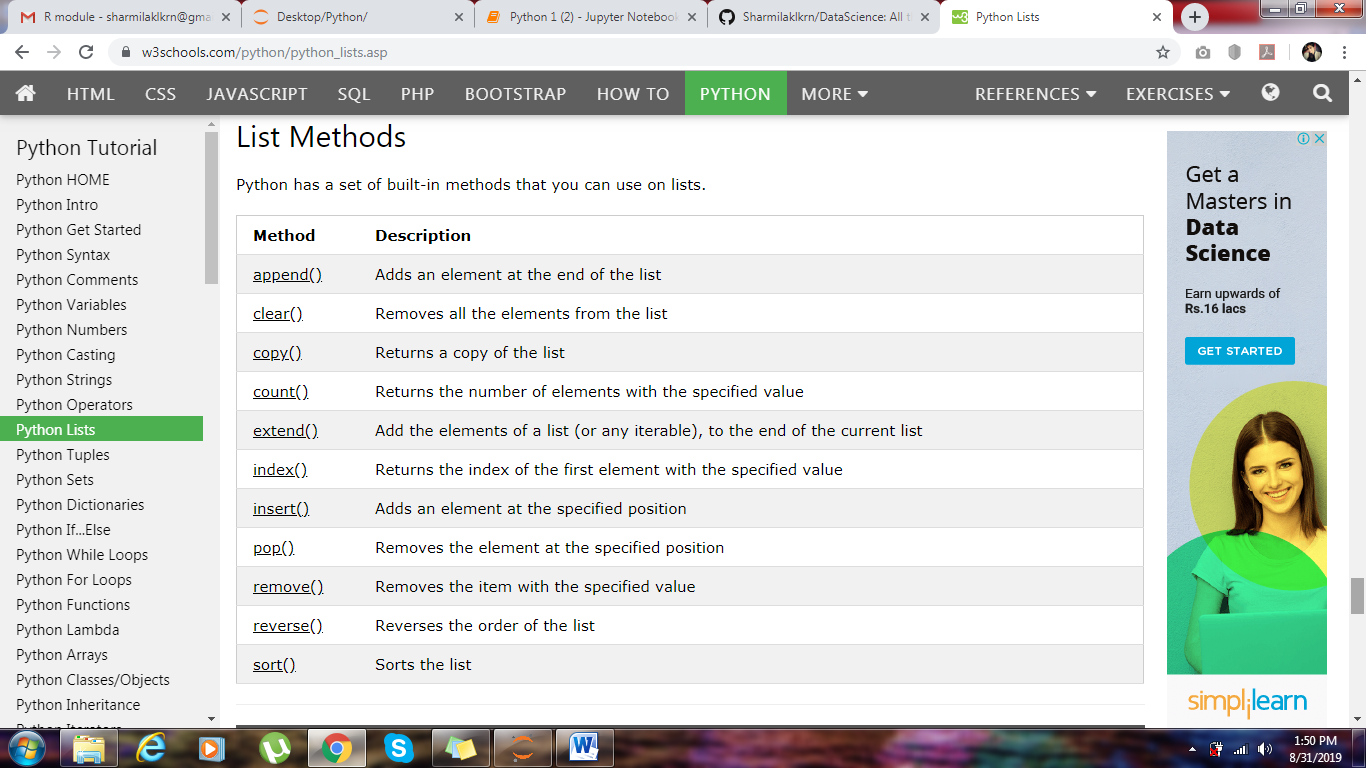 R module - sharmilaklkrn@gma
Desktop/Python/
Python 1 (2) - Jupyter Notebook
Sharmilaklkrn/DataScience: All t
Python Lists
w3schools.com/python/python_lists.asp
HTML CSS JAVASCRIPT SQL PHP BOOTSTRAP HOW TO PYTHON MORE REFERENCES EXERCISES
Python Tutorial
Python HOME
Python Intro
Python Get Started
Python Syntax
Python Comments
Python Variables
Python Numbers
Python Casting
Python Strings
Python Operators
Python Lists
Python Tuples
Python Sets
Python Dictionaries
Python If...Else
Python While Loops
Python For Loops
Python Functions
Python Lambda
Python Arrays
Python Classes/Objects
Python Inheritance
Python Iterators
List Methods
Python has a set of built-in methods that you can use on lists.
Method Description
append() Adds an element at the end of the list
clear() Removes all the elements from the list
copy() Returns a copy of the list
count() Returns the number of elements with the specified value
extend() Add the elements of a list (or any iterable), to the end of the current list
index() Returns the index of the first element with the specified value
insert() Adds an element at the specified position
pop() Removes the element at the specified position
remove() Removes the item with the specified value
reverse() Reverses the order of the list
sort() Sorts the list
Get a
Masters in
Data
Science
Earn upwards of
Rs.16 lacs
GET STARTED
simplilearn
1:50 PM
8/31/2019